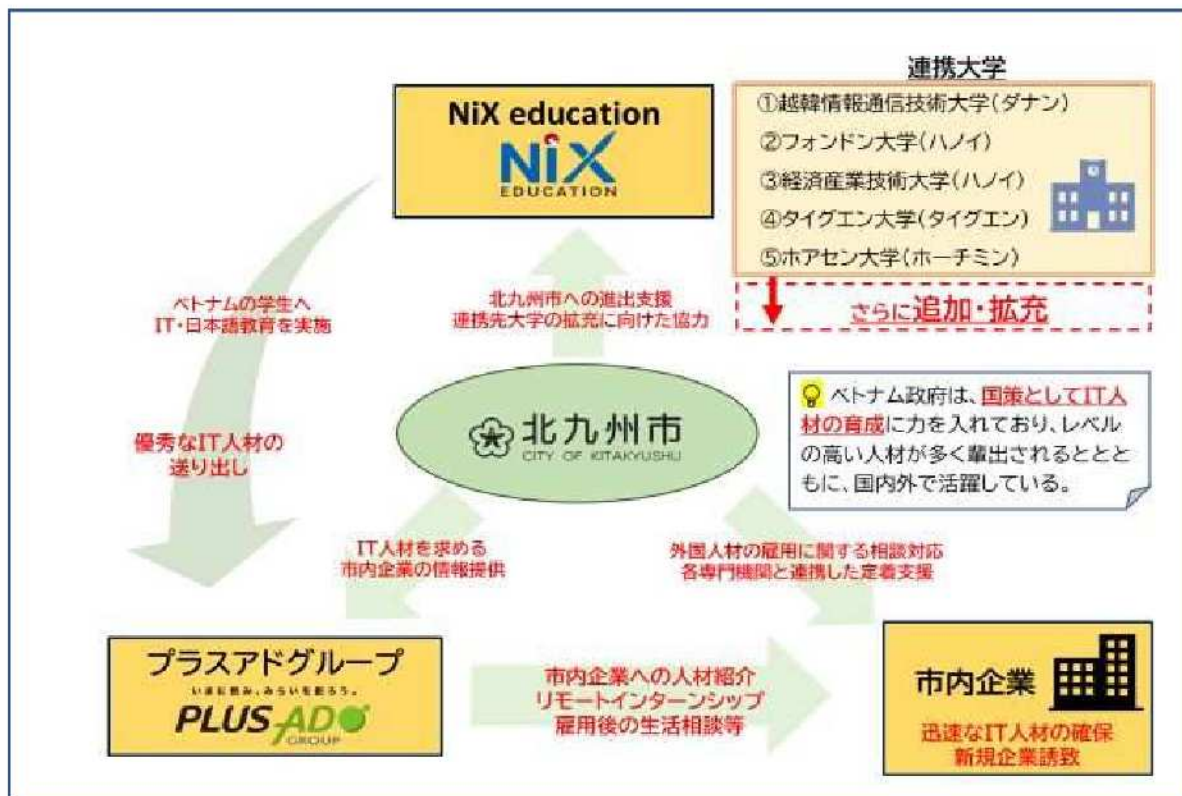 連携大学
NiX education
NiX
EDUCATION
①越韓情報通信技術大学(ダナン)
②フォンドン大学(ハノイ)
③経済産業技術大学(ハノイ)
④タイグエン大学(タイグエン)
⑤ホアセン大学(ホーチミン)
さらに追加・拡充
ベトナムの学生へ
IT・日本語教育を実施
北九州市への進出支援
連携先大学の拡充に向けた協力
優秀なIT人材の
送り出し
北九州市
CITY OF KITAKYUSHU
ベトナム政府は、国策としてIT人
材の育成に力を入れており、レベル
の高い人材が多く輩出されるととと
もに、国内外で活躍している。
IT人材を求める
市内企業の情報提供
外国人材の雇用に関する相談対応
各専門機関と連携した定着支援
プラスアドグループ
いまに挑み、みらいを創ろう。
PLUS-ADO
GROUP
市内企業への人材紹介
リモートインターンシップ
雇用後の生活相談等
市内企業
迅速なIT人材の確保
新規企業誘致